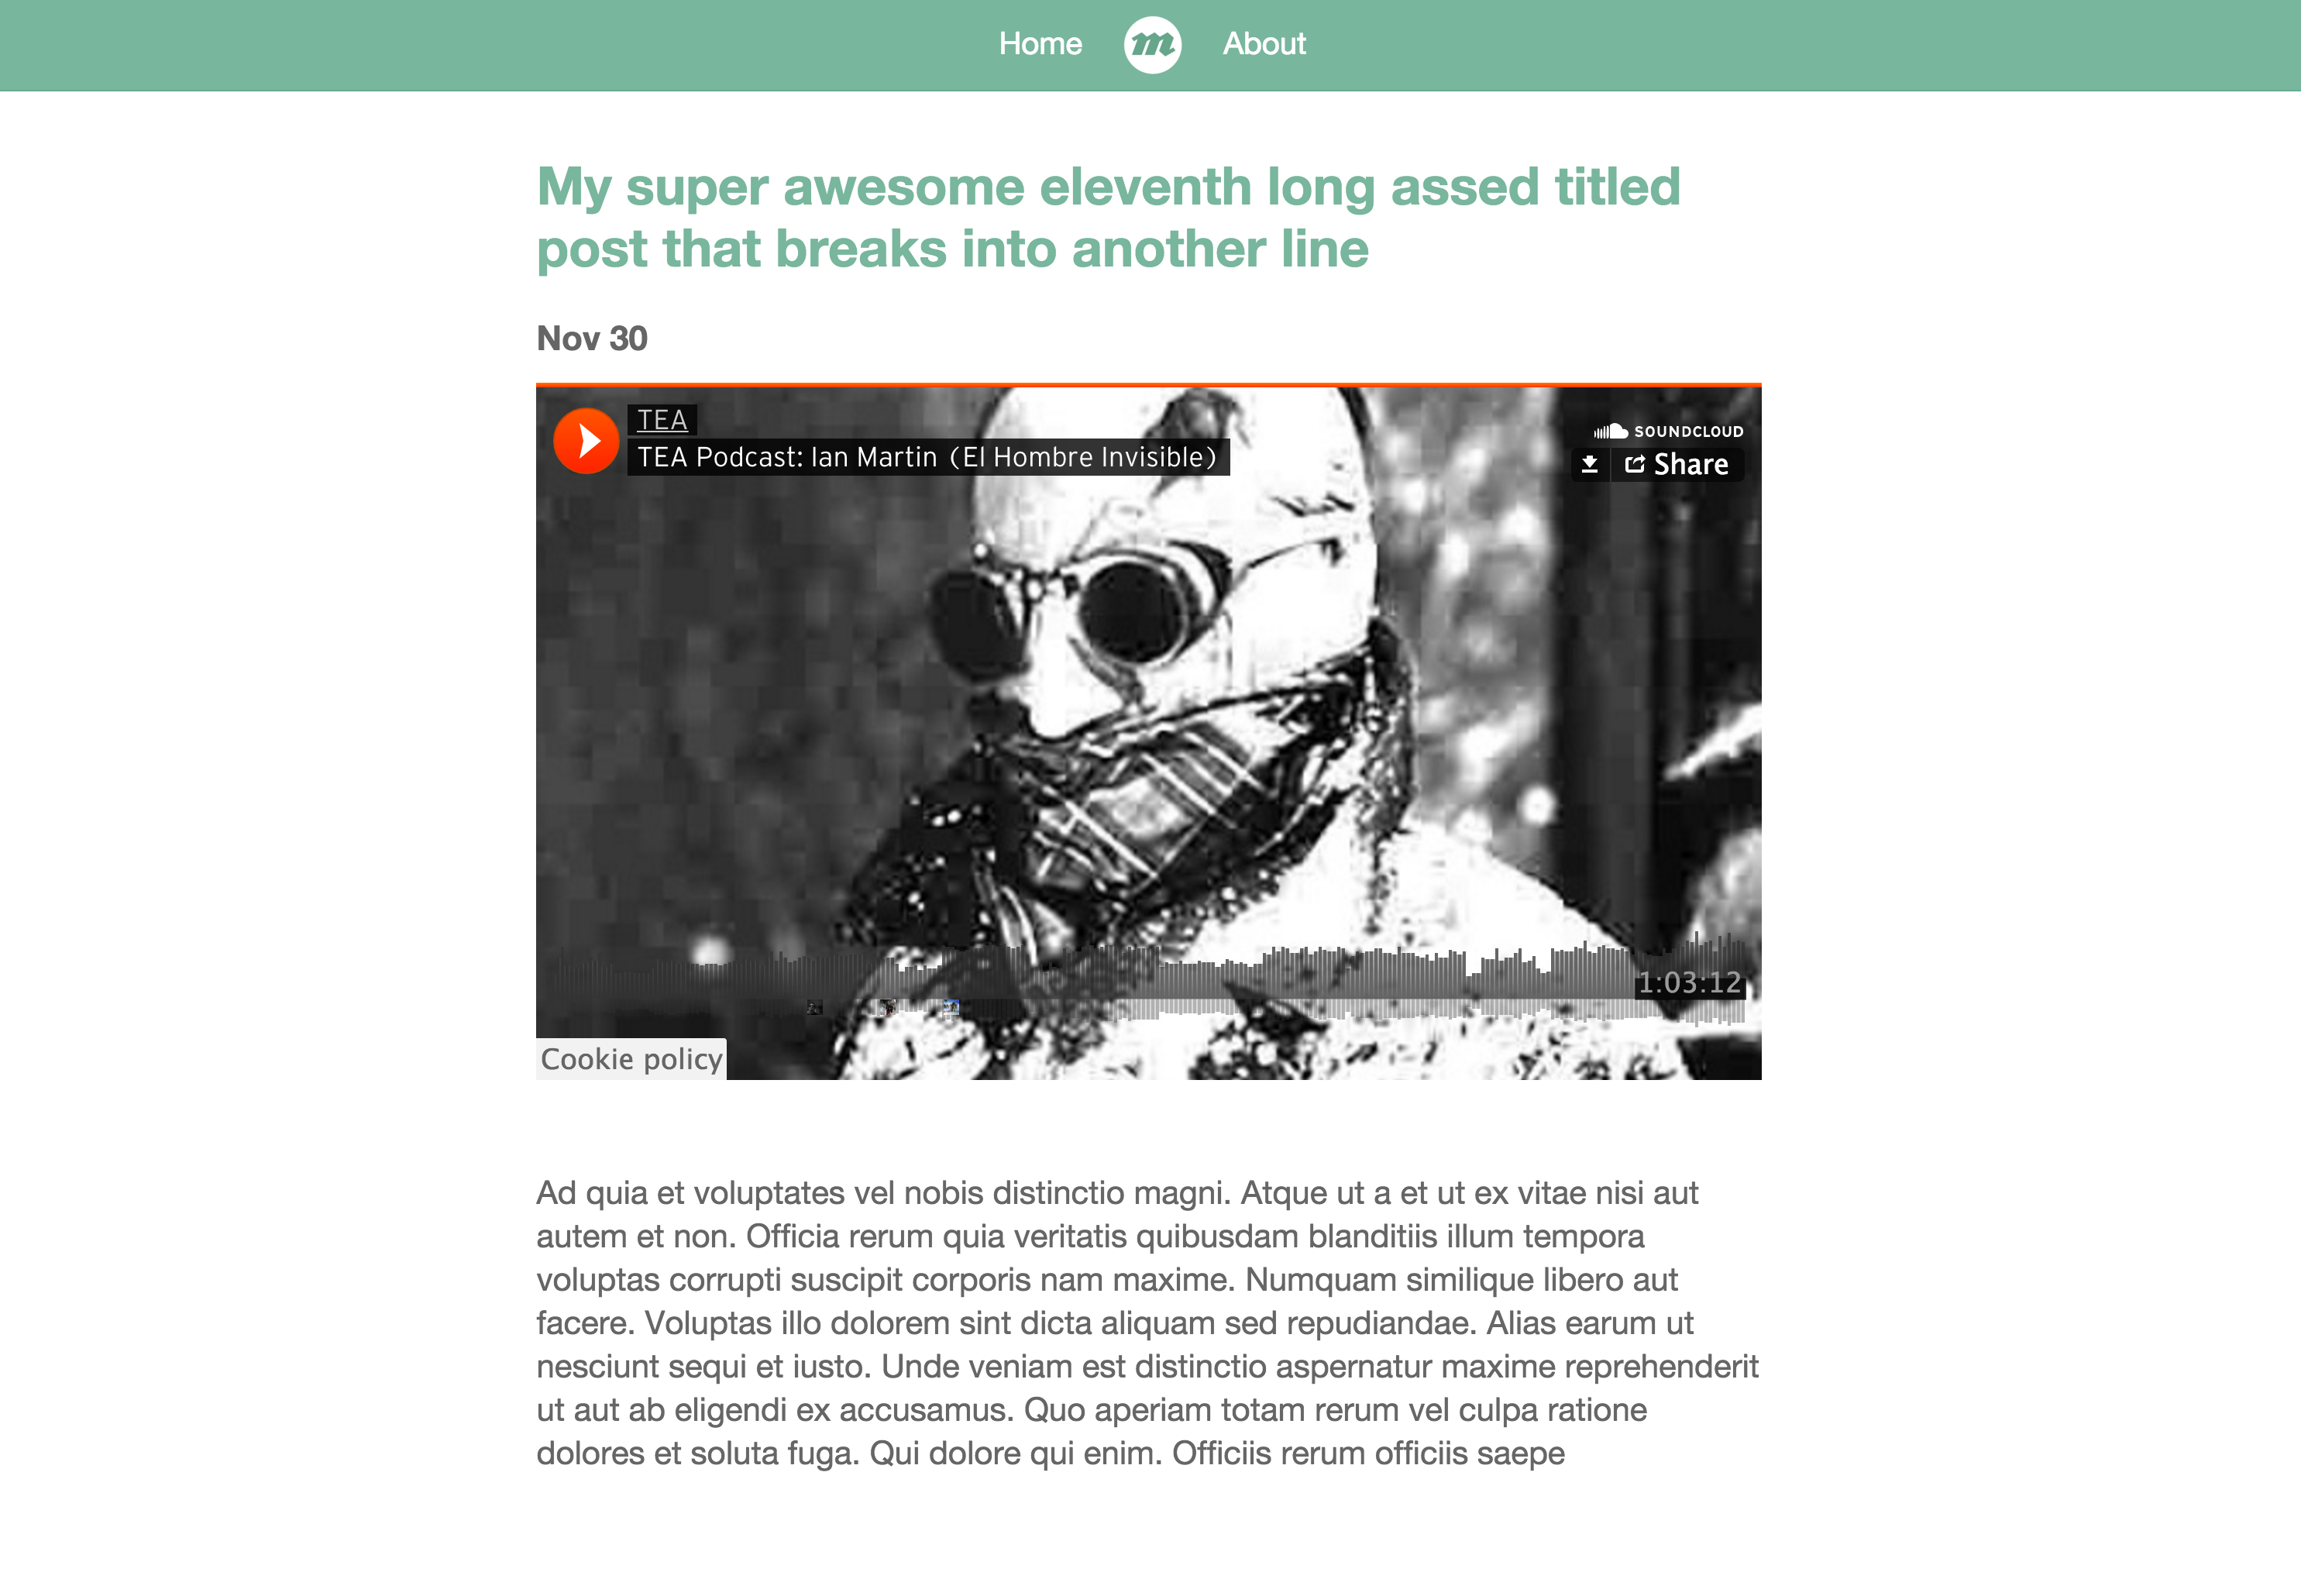 Home m About
My super awesome eleventh long assed titled
post that breaks into another line
Nov 30
TEA
TEA Podcast: Ian Martin (El Hombre Invisible)
SOUNDCLOUD
Share
1:03:12
Cookie policy
Ad quia et voluptates vel nobis distinctio magni. Atque ut a et ut ex vitae nisi aut
autem et non. Officia rerum quia veritatis quibusdam blanditiis illum tempora
voluptas corrupti suscipit corporis nam maxime. Numquam similique libero aut
facere. Voluptas illo dolorem sint dicta aliquam sed repudiandae. Alias earum ut
nesciunt sequi et iusto. Unde veniam est distinctio aspernatur maxime reprehenderit
ut aut ab eligendi ex accusamus. Quo aperiam totam rerum vel culpa ratione
dolores et soluta fuga. Qui dolore qui enim. Officiis rerum officiis saepe